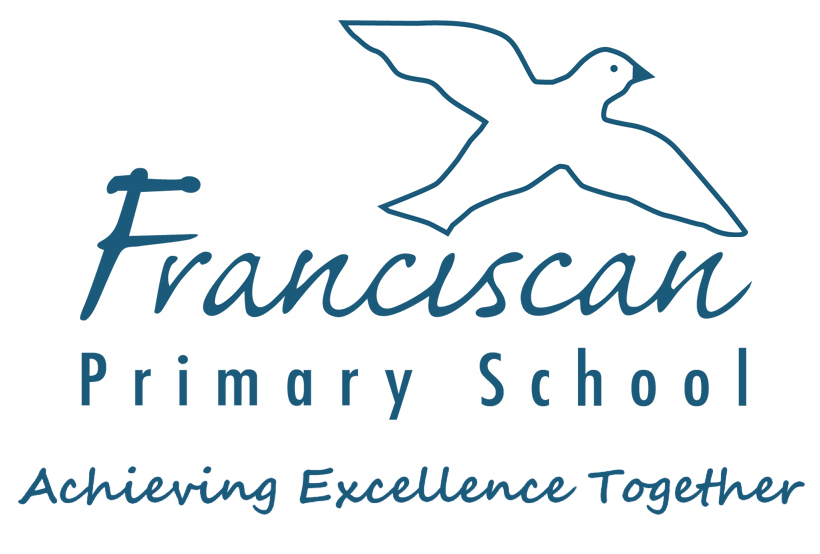 Franciscan
Primary School
Achieving Excellence Together